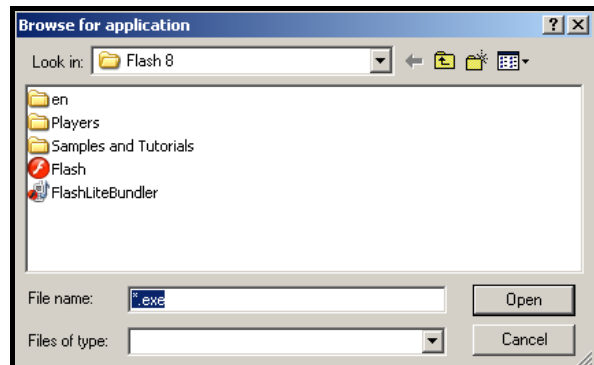 Browse for application
Look in: Flash 8
en
Players
Samples and Tutorials
Flash
FlashLiteBundler
File name: *.exe Open
Files of type: Cancel